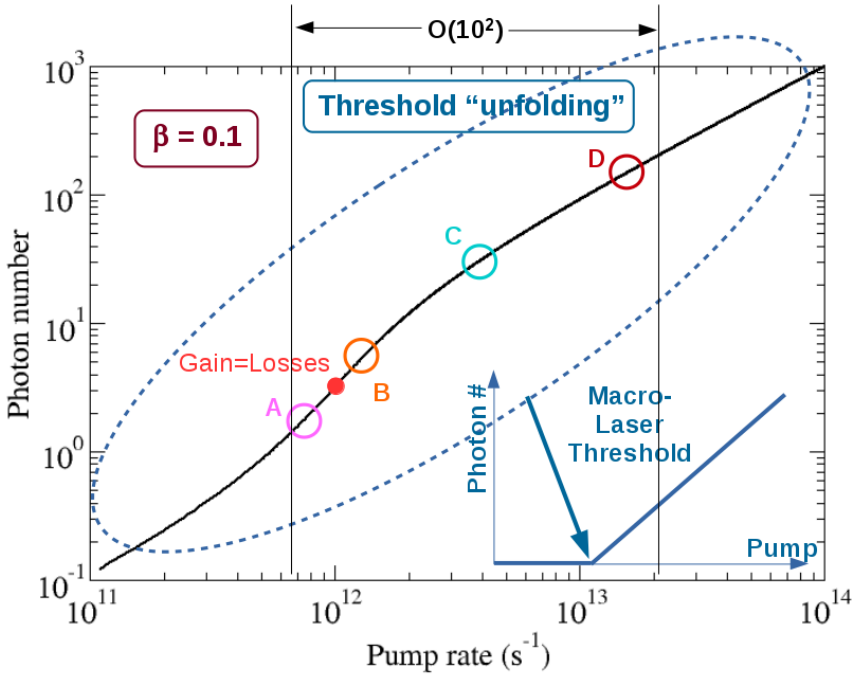 O(10²)
10³
Threshold “unfolding”
β = 0.1
D
10²
C
Photon number
10¹
Gain=Losses
B
A
Macro-
Laser
Threshold
Photon #
10⁰
Pump
10⁻¹
10¹¹
10¹²
10¹³
10¹⁴
Pump rate (s⁻¹)